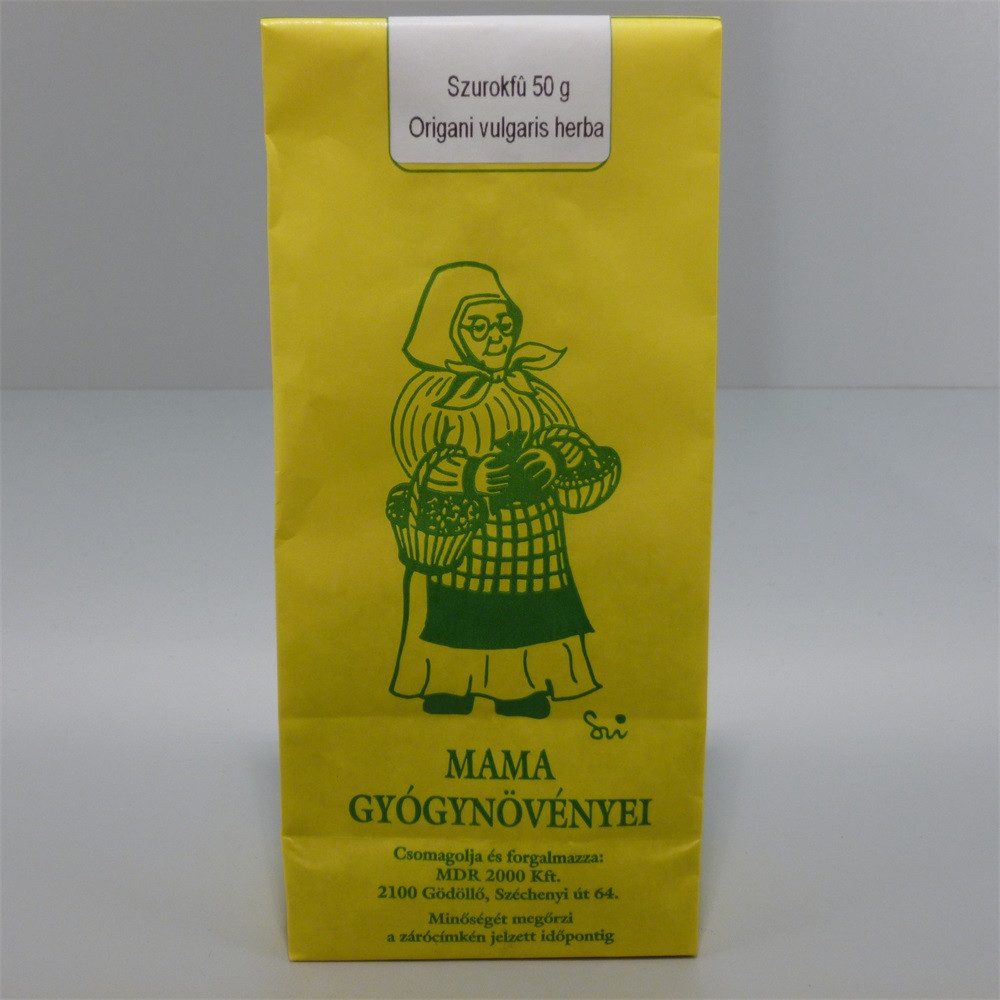 Szurokfû 50 g
Origani vulgaris herba
Szi
MAMA
GYÓGYNÖVÉNYEI
Csomagolja és forgalmazza:
MDR 2000 Kft.
2100 Gödöllő, Széchenyi út 64.
Minőségét megőrzi
a zárócímkén jelzett időpontig